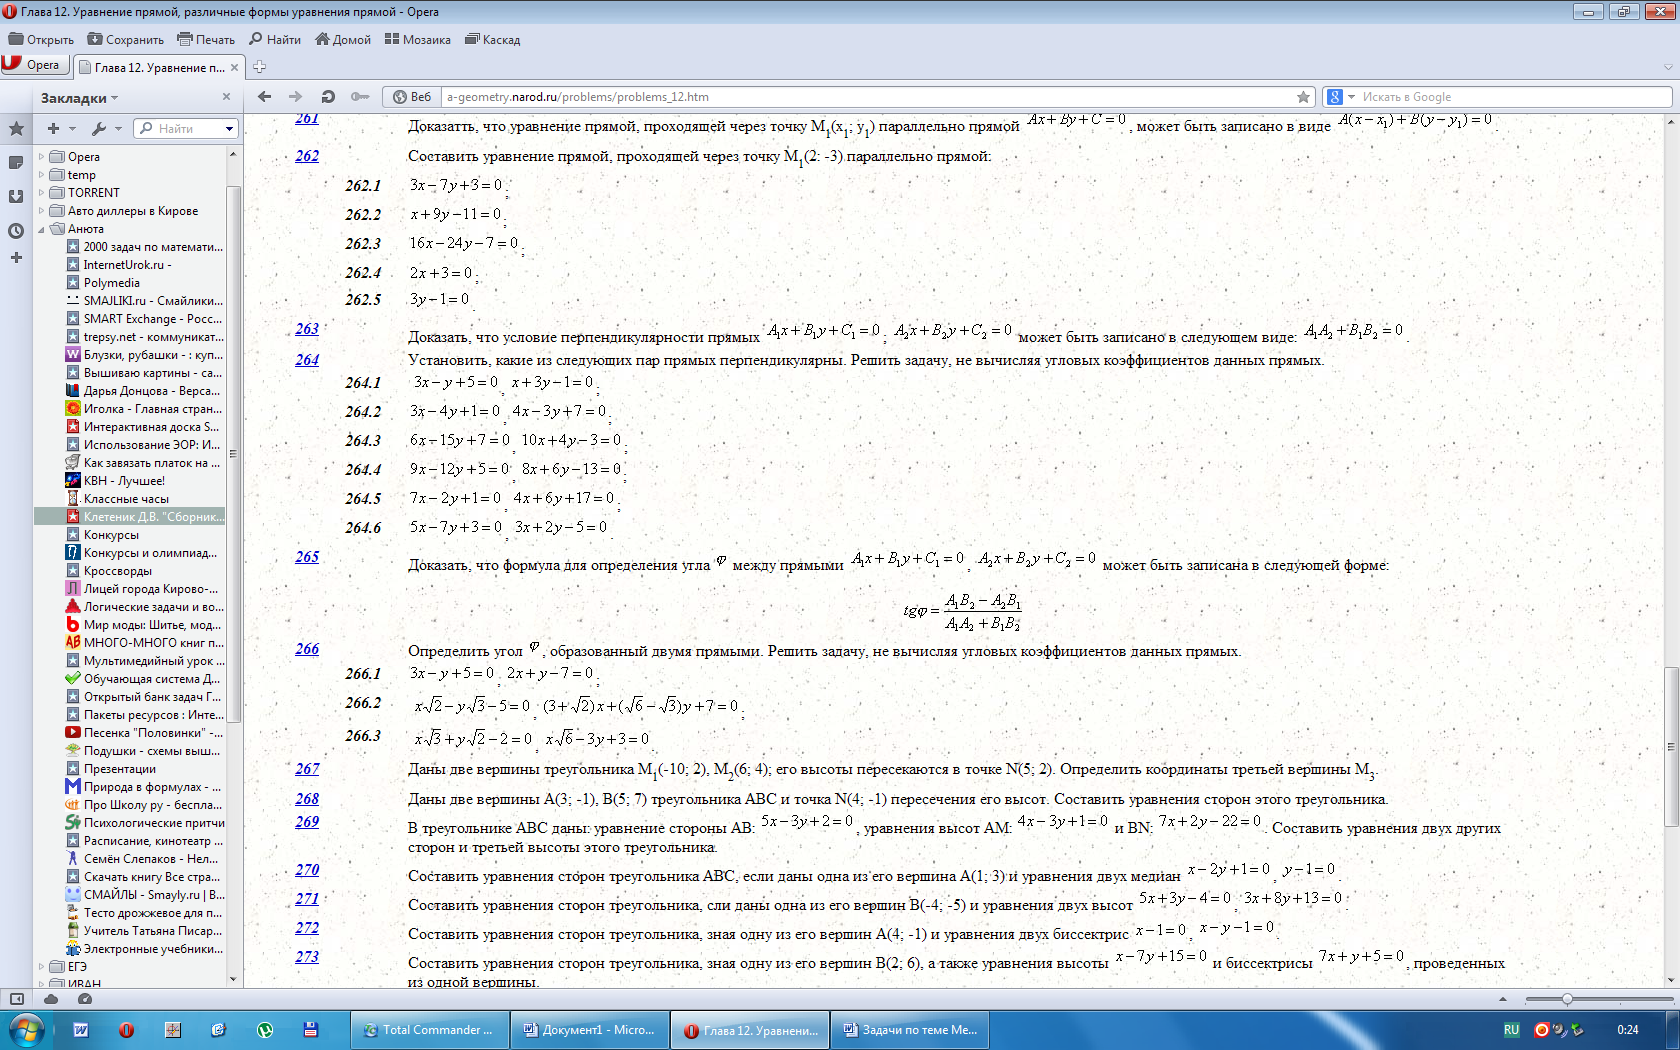 Глава 12. Уравнение прямой, различные формы уравнения прямой - Opera
Открыть Сохранить Печать Найти Домой Мозаика Каскад
Opera Глава 12. Уравнение п...
Закладки Веб a-geometry.narod.ru/problems/problems_12.htm Искать в Google
Найти
Opera
temp
TORRENT
Авто диллеры в Кирове
Анюта
2000 задач по математи...
InternetUrok.ru -
Polymedia
SMAJLIKI.ru - Смайлики...
SMART Exchange - Росс...
trepsy.net - коммуникат...
Блузки, рубашки - : куп...
Вышиваю картины - са...
Дарья Донцова - Верса...
Иголка - Главная стран...
Интерактивная доска S...
Использование ЭОР: И...
Как завязать платок на ...
КВН - Лучшее!
Классные часы
Клетеник Д.В. "Сборник...
Конкурсы
Конкурсы и олимпиад...
Кроссворды
Лицей города Кирово-...
Логические задачи и во...
Мир моды: Шитье, мод...
МНОГО-МНОГО книг п...
Мультимедийный урок ...
Обучающая система Д...
Открытый банк задач Г...
Пакеты ресурсов : Инте...
Песенка "Половинки" -...
Подушки - схемы выш...
Презентации
Природа в формулах - ...
Про Школу ру - беспла...
Психологические притчи
Расписание, кинотеатр ...
Семён Слепаков - Нел...
Скачать книгу Все стра...
СМАЙЛЫ - Smayly.ru | В...
Тесто дрожжевое для п...
Учитель Татьяна Писар...
Электронные учебники...
ЕГЭ
ИВАН
261 Доказатть, что уравнение прямой, проходящей через точку M1(x1; y1) параллельно прямой Ax+By+C=0, может быть записано в виде A(x−x1)+B(y−y1)=0.
262 Составить уравнение прямой, проходящей через точку M1(2: -3) параллельно прямой:
262.1 3x−7y+3=0;
262.2 x+9y−11=0;
262.3 16x−24y−7=0;
262.4 2x+3=0;
262.5 3y−1=0.
263 Доказать, что условие перпендикулярности прямых A1x+B1y+C1=0, A2x+B2y+C2=0 может быть записано в следующем виде: A1A2+B1B2=0.
264 Установить, какие из следующих пар прямых перпендикулярны. Решить задачу, не вычисляя угловых коэффициентов данных прямых.
264.1 3x−y+5=0, x+3y−1=0;
264.2 3x−4y+1=0, 4x−3y+7=0;
264.3 6x−15y+7=0, 10x+4y−3=0;
264.4 9x−12y+5=0, 8x+6y−13=0;
264.5 7x−2y+1=0, 4x+6y+17=0;
264.6 5x−7y+3=0, 3x+2y−5=0.
265 Доказать, что формула для определения угла φ между прямыми A1x+B1y+C1=0, A2x+B2y+C2=0 может быть записана в следующей форме:
tgφ = (A1B2−A2B1)/(A1A2+B1B2)
266 Определить угол φ, образованный двумя прямыми. Решить задачу, не вычисляя угловых коэффициентов данных прямых.
266.1 3x−y+5=0, 2x+y−7=0;
266.2 x√2−y√3−5=0, (3+√2)x+(√6−√3)y+7=0;
266.3 x√3+y√2−2=0, x√6−3y+3=0.
267 Даны две вершины треугольника M1(-10; 2), M2(6; 4); его высоты пересекаются в точке N(5; 2). Определить координаты третьей вершины M3.
268 Даны две вершины A(3; -1), B(5; 7) треугольника ABC и точка N(4; -1) пересечения его высот. Составить уравнения сторон этого треугольника.
269 В треугольнике ABC даны: уравнение стороны AB: 5x−3y+2=0, уравнения высот AM: 4x−3y+1=0 и BN: 7x+2y−22=0. Составить уравнения двух других
сторон и третьей высоты этого треугольника.
270 Составить уравнения сторон треугольника ABC, если даны одна из его вершина A(1; 3) и уравнения двух медиан x−2y+1=0, y−1=0.
271 Составить уравнения сторон треугольника, сли даны одна из его вершин B(-4; -5) и уравнения двух высот 5x+3y−4=0, 3x+8y+13=0.
272 Составить уравнения сторон треугольника, зная одну из его вершин A(4; -1) и уравнения двух биссектрис x−1=0, x−y−1=0.
273 Составить уравнения сторон треугольника, зная одну из его вершин B(2; 6), а также уравнения высоты x−7y+15=0 и биссектрисы 7x+y+5=0, проведенных
из одной вершины.
Total Commander ... Документ1 - Micro... Глава 12. Уравнени... Задачи по теме Ме... RU 0:24